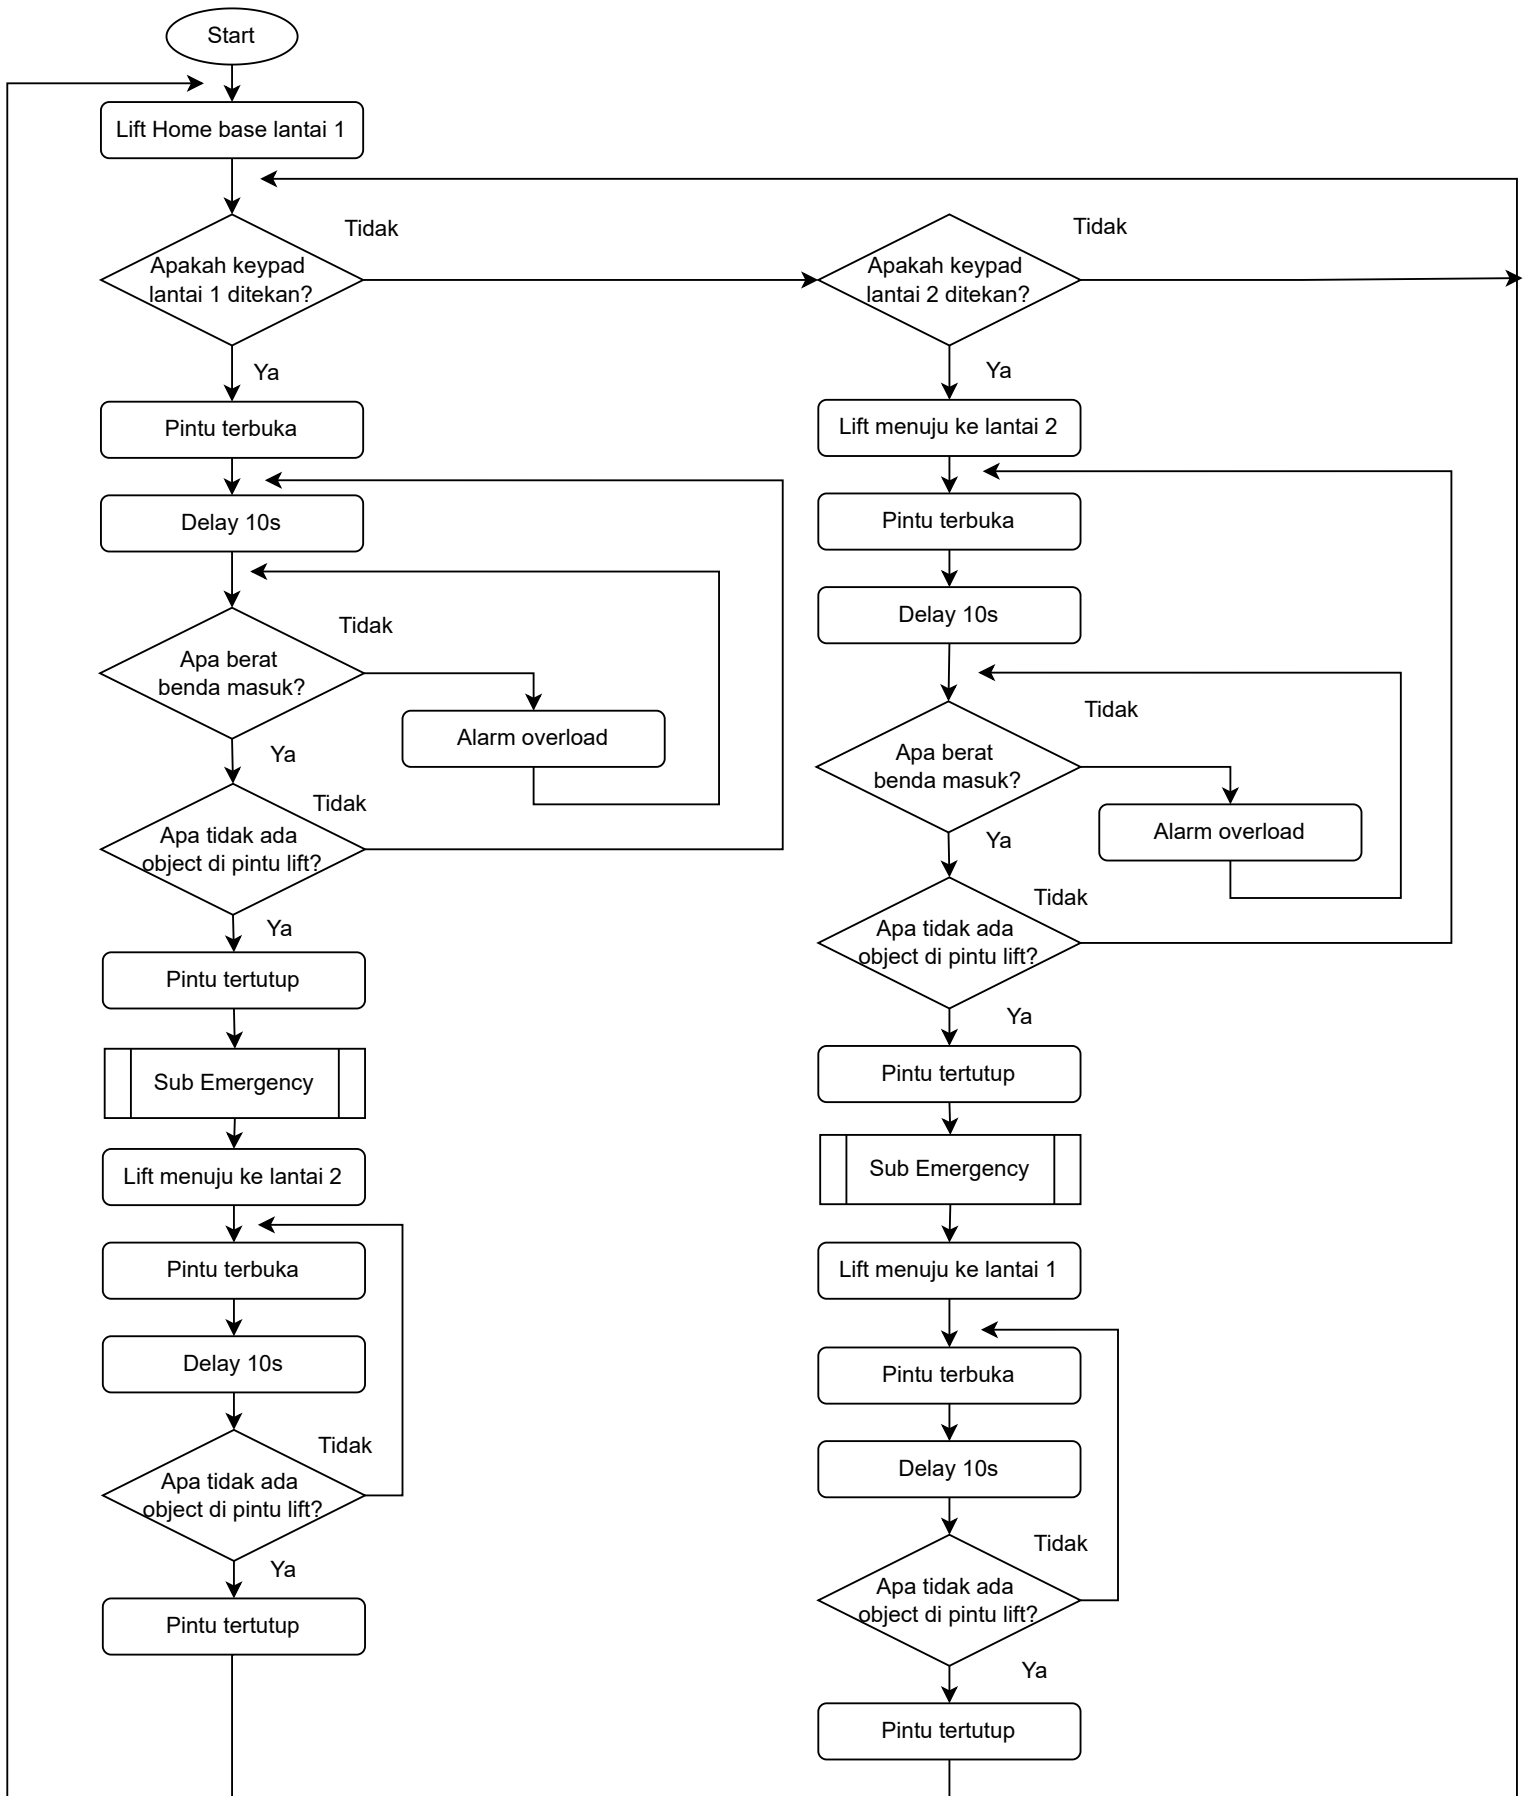 Start
Lift Home base lantai 1
Tidak
Apakah keypad
lantai 1 ditekan?
Ya
Pintu terbuka
Delay 10s
Tidak
Apa berat
benda masuk?
Alarm overload
Ya
Tidak
Apa tidak ada
object di pintu lift?
Ya
Pintu tertutup
Sub Emergency
Lift menuju ke lantai 2
Pintu terbuka
Delay 10s
Tidak
Apa tidak ada
object di pintu lift?
Ya
Pintu tertutup
Tidak
Apakah keypad
lantai 2 ditekan?
Ya
Lift menuju ke lantai 2
Pintu terbuka
Delay 10s
Tidak
Apa berat
benda masuk?
Alarm overload
Ya
Tidak
Apa tidak ada
object di pintu lift?
Ya
Pintu tertutup
Sub Emergency
Lift menuju ke lantai 1
Pintu terbuka
Delay 10s
Tidak
Apa tidak ada
object di pintu lift?
Ya
Pintu tertutup